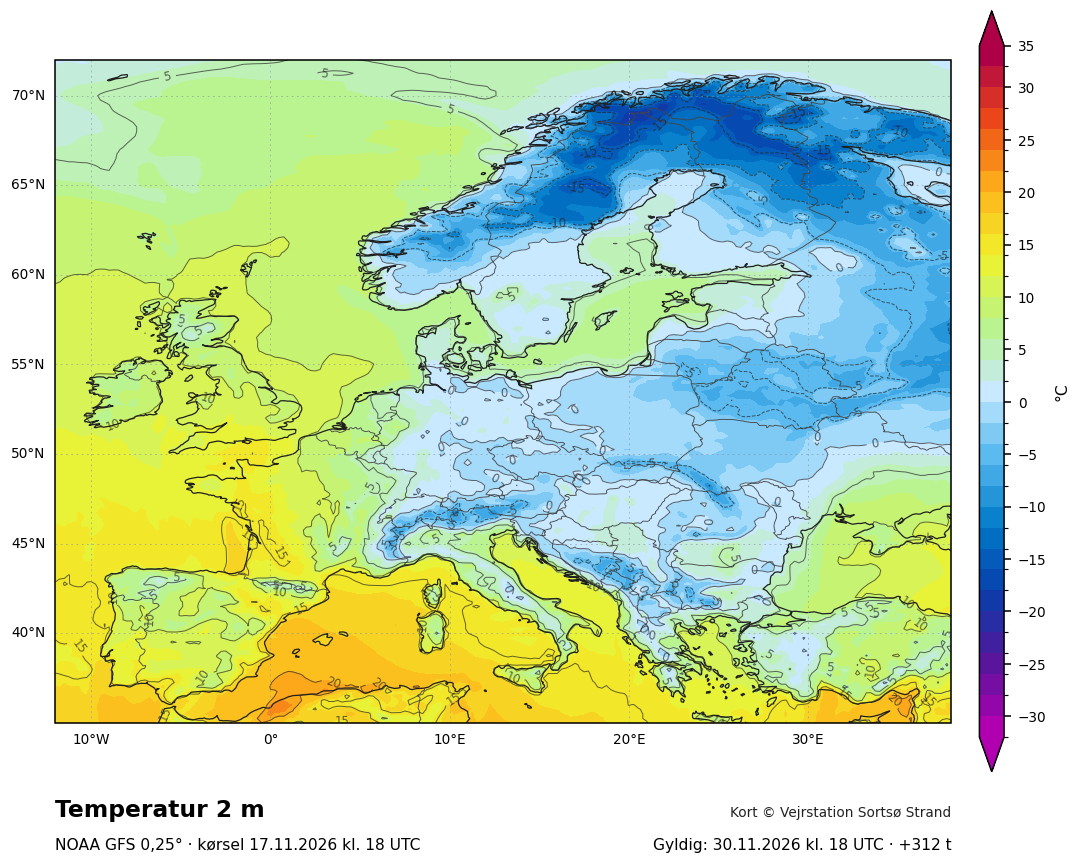 70°N
65°N
60°N
55°N
50°N
45°N
40°N
10°W
0°
10°E
20°E
30°E
35
30
25
20
15
10
5
0
−5
−10
−15
−20
−25
−30
°C
Temperatur 2 m
Kort © Vejrstation Sortsø Strand
NOAA GFS 0,25° · kørsel 17.11.2026 kl. 18 UTC
Gyldig: 30.11.2026 kl. 18 UTC · +312 t